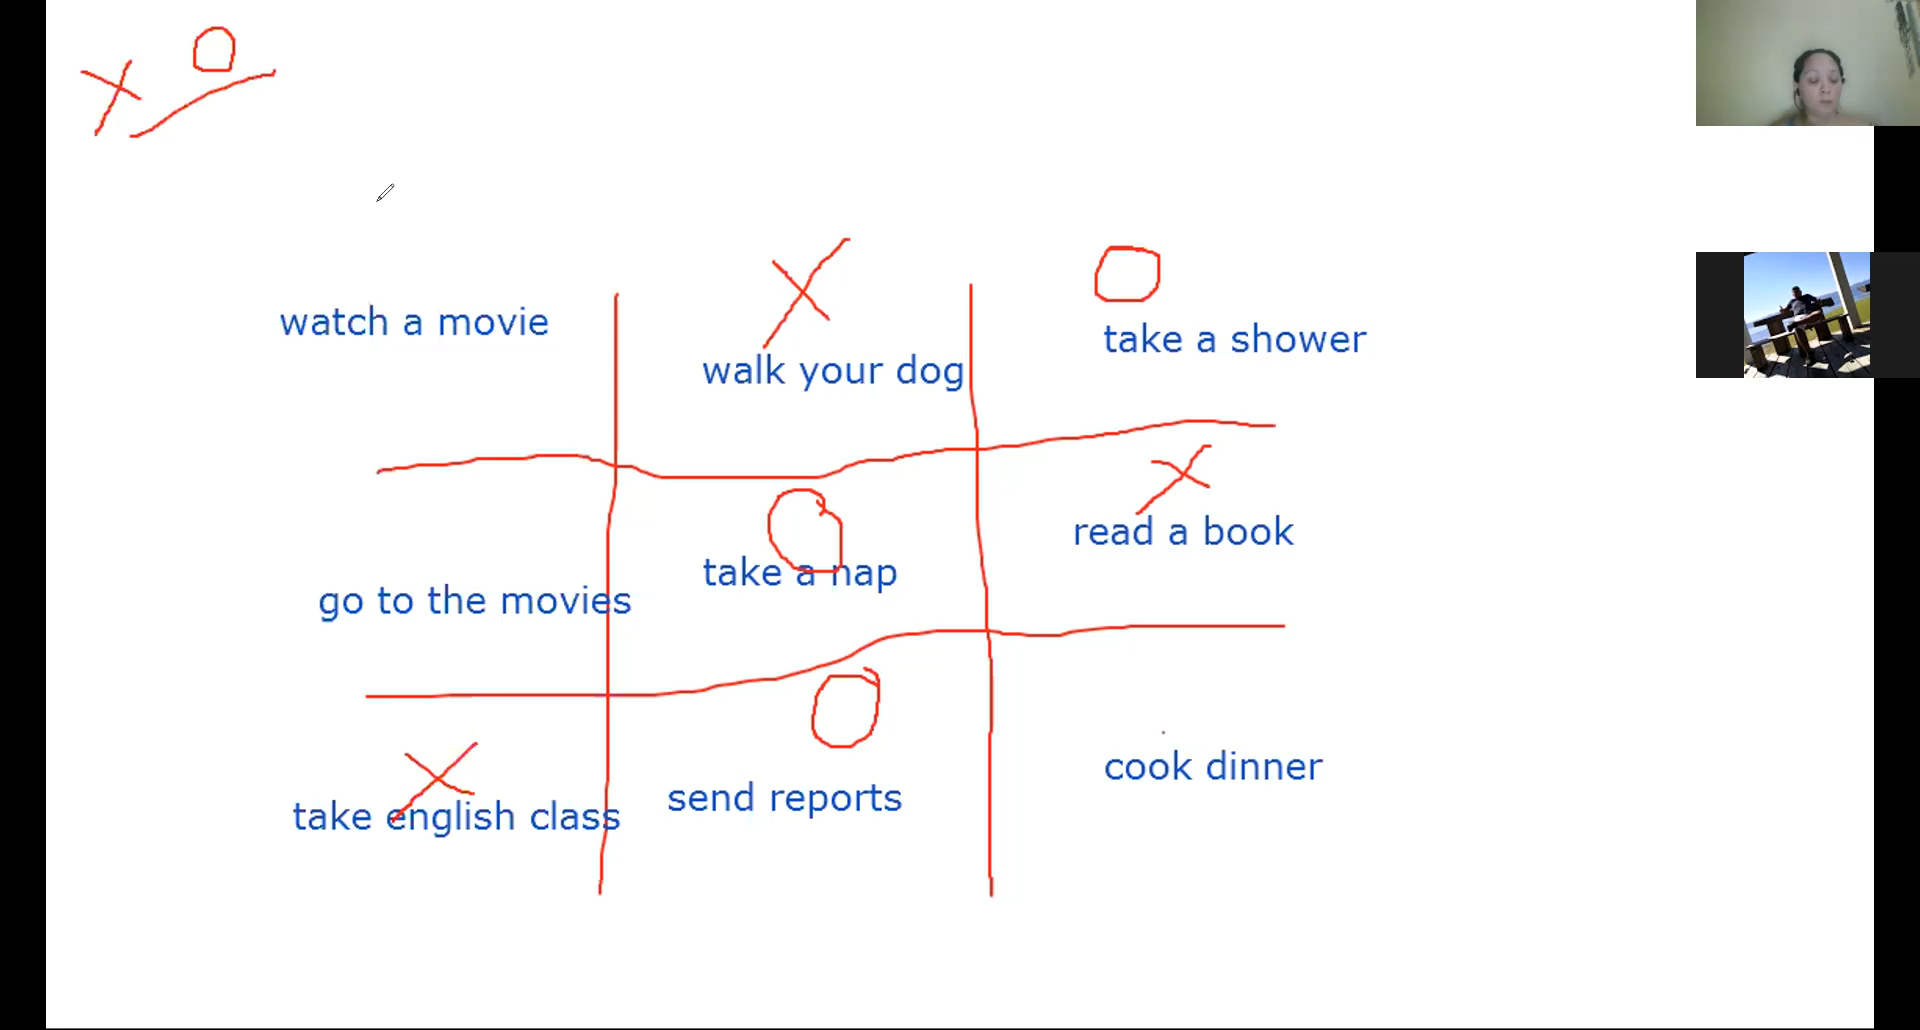 X O
X O
watch a movie
walk your dog
take a shower
O X
go to the movies
take a nap
read a book
X O
take english class
send reports
cook dinner